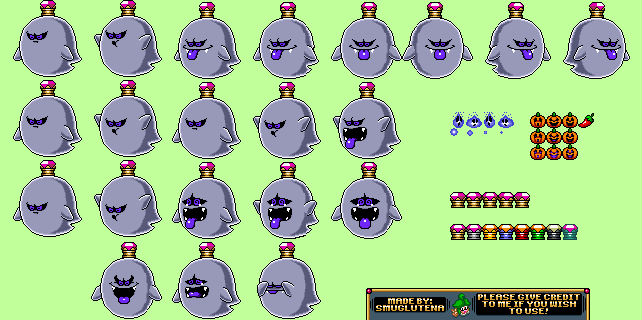 MADE BY:
SMUGLUTENA
PLEASE GIVE CREDIT
TO ME IF YOU WISH
TO USE!